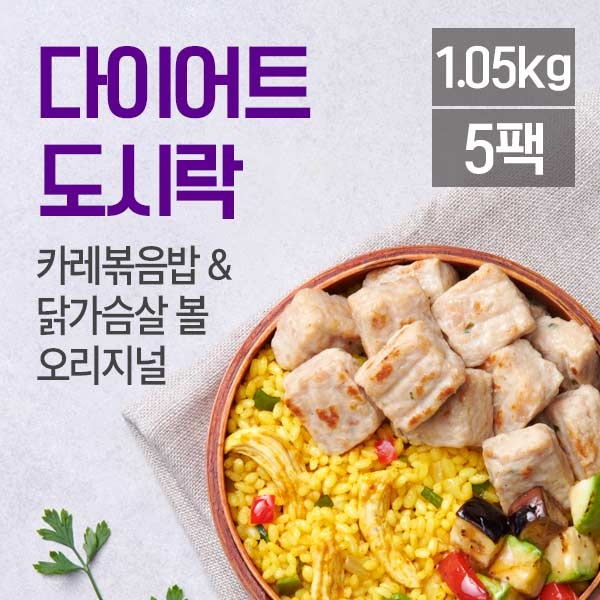 다이어트
도시락
카레볶음밥 &
닭가슴살 볼
오리지널
1.05kg
5팩